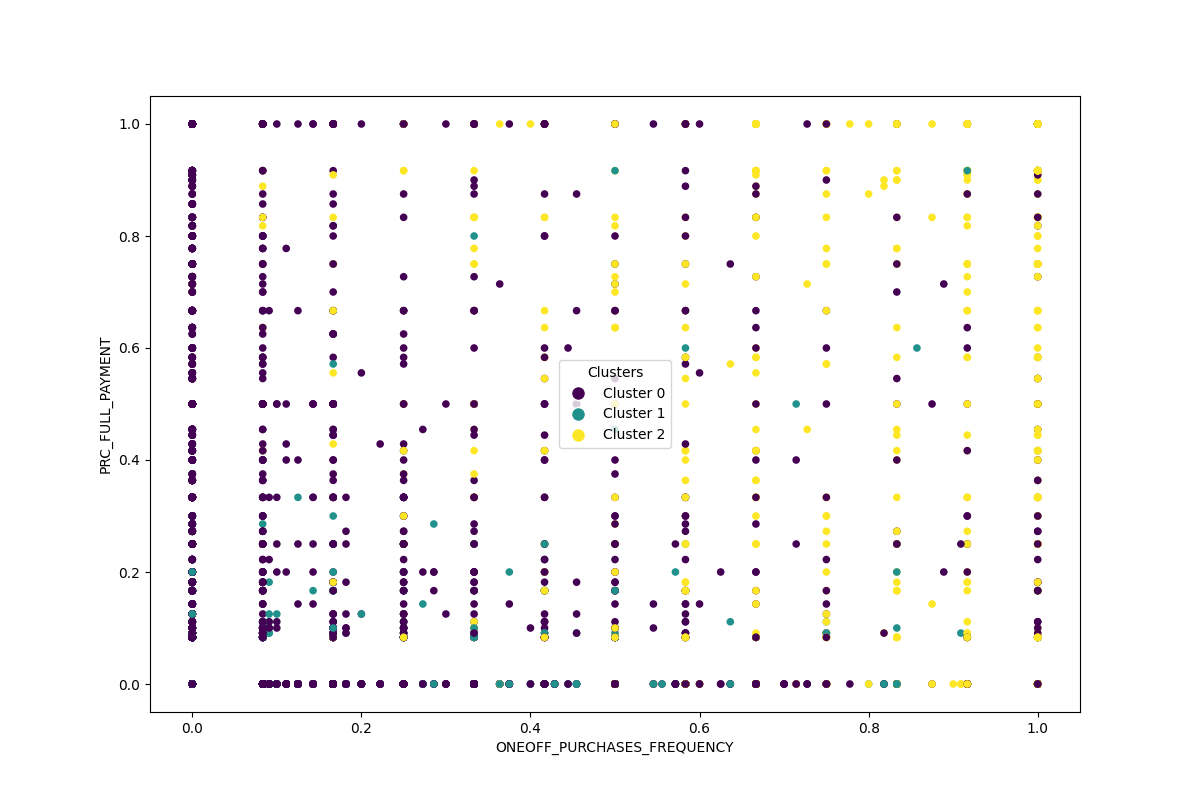 1.0
0.8
0.6
0.4
0.2
0.0
PRC_FULL_PAYMENT
Clusters
Cluster 0
Cluster 1
Cluster 2
0.0 0.2 0.4 0.6 0.8 1.0
ONEOFF_PURCHASES_FREQUENCY